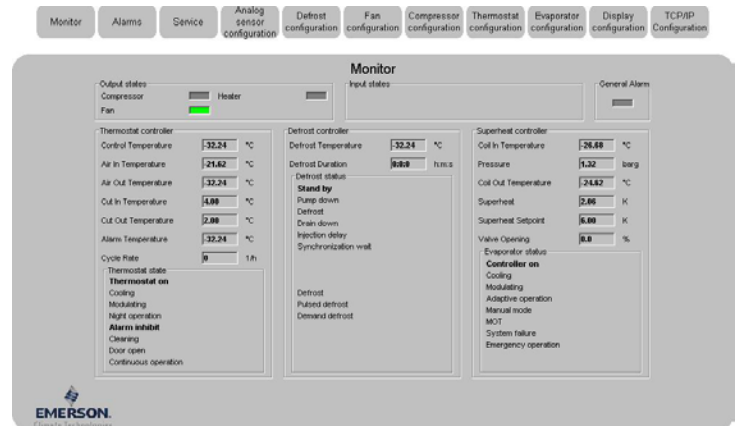 Monitor
Alarms
Service
Analog sensor configuration
Defrost configuration
Fan configuration
Compressor configuration
Thermostat configuration
Evaporator configuration
Display configuration
TCP/IP Configuration
Monitor
Output states
Compressor
Heater
Fan
Input states
General Alarm
Thermostat controller
Control Temperature -32.24 °C
Air In Temperature -21.62 °C
Air Out Temperature -32.24 °C
Cut In Temperature 4.00 °C
Cut Out Temperature 2.00 °C
Alarm Temperature -32.24 °C
Cycle Rate 0 1/h
Thermostat state
Thermostat on
Cooling
Modulating
Night operation
Alarm inhibit
Cleaning
Door open
Continuous operation
Defrost controller
Defrost Temperature -32.24 °C
Defrost Duration 0:0:0 h:m:s
Defrost status
Stand by
Pump down
Defrost
Drain down
Injection delay
Synchronization wait
Defrost
Pulsed defrost
Demand defrost
Superheat controller
Coil In Temperature -26.68 °C
Pressure 1.32 barg
Coil Out Temperature -24.62 °C
Superheat 2.06 K
Superheat Setpoint 6.00 K
Valve Opening 0.0 %
Evaporator status
Controller on
Cooling
Modulating
Adaptive operation
Manual mode
MOT
System failure
Emergency operation
EMERSON.
Climate Technologies